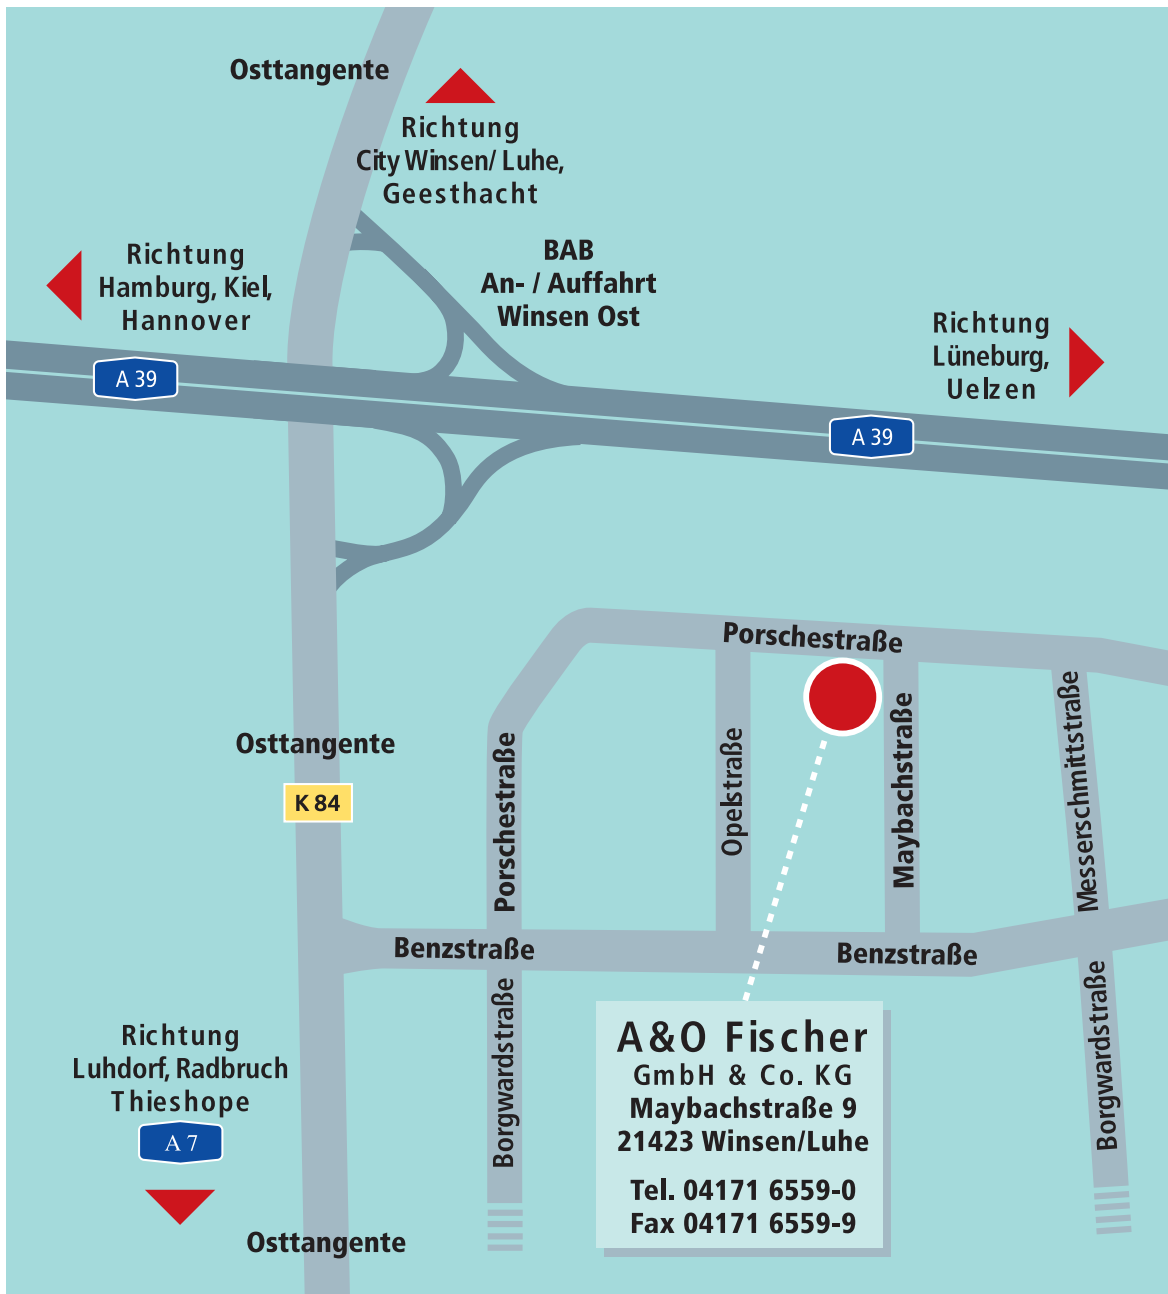 Osttangente
Richtung
City Winsen/ Luhe,
Geesthacht
Richtung
Hamburg, Kiel,
Hannover
BAB
An- / Auffahrt
Winsen Ost
Richtung
Lüneburg,
Uelzen
A 39
A 39
Porschestraße
Osttangente
K 84
Porschestraße
Opelstraße
Maybachstraße
Messerschmittstraße
Benzstraße
Benzstraße
Borgwardstraße
Borgwardstraße
Richtung
Luhdorf, Radbruch
Thieshope
A 7
Osttangente
A&O Fischer
GmbH & Co. KG
Maybachstraße 9
21423 Winsen/Luhe
Tel. 04171 6559-0
Fax 04171 6559-9